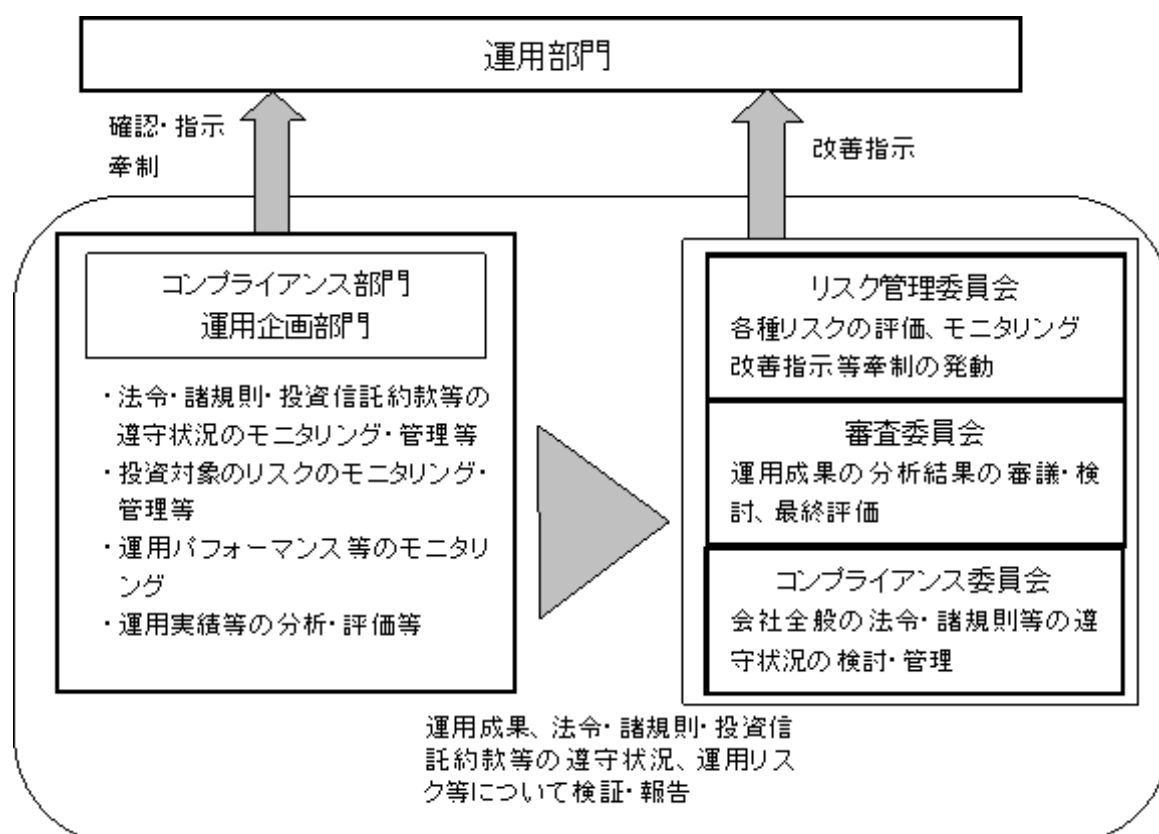 運用部門
確認・指示
牽制
改善指示
コンプライアンス部門
運用企画部門
・法令・諸規則・投資信託約款等の
遵守状況のモニタリング・管理等
・投資対象のリスクのモニタリング・
管理等
・運用パフォーマンス等のモニタリ
ング
・運用実績等の分析・評価等
リスク管理委員会
各種リスクの評価、モニタリング
改善指示等牽制の発動
審査委員会
運用成果の分析結果の審議・検
討、最終評価
コンプライアンス委員会
会社全般の法令・諸規則等の遵
守状況の検討・管理
運用成果、法令・諸規則・投資信
託約款等の遵守状況、運用リス
ク等について検証・報告